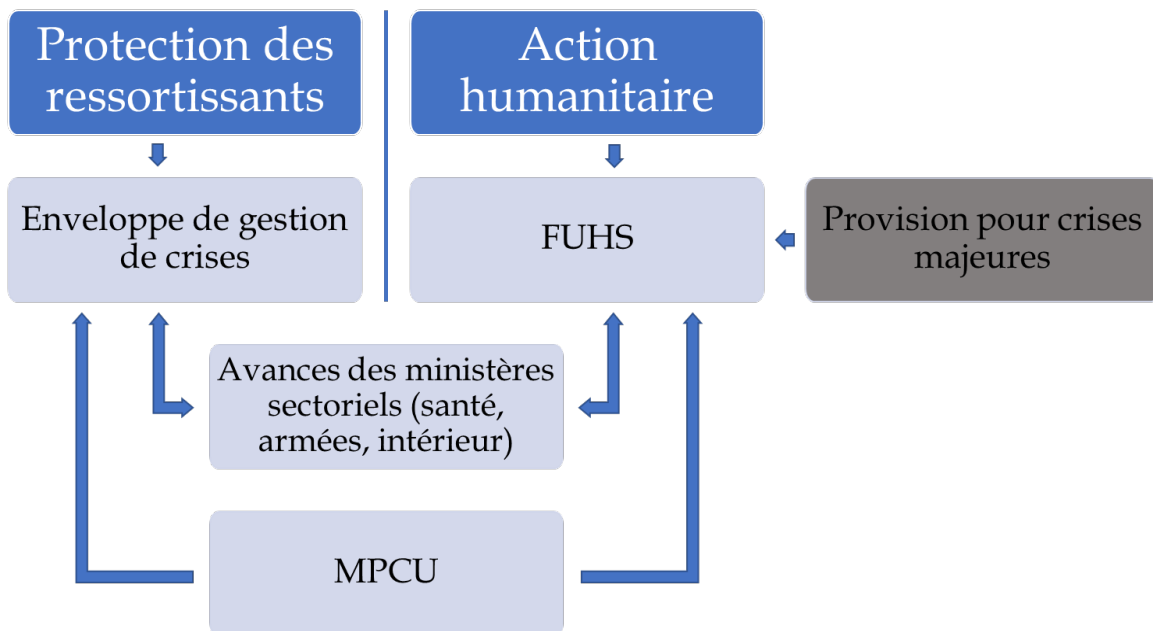 Protection des
ressortissants
Action
humanitaire
Enveloppe de gestion
de crises
FUHS
Provision pour crises
majeures
Avances des ministères
sectoriels (santé,
armées, intérieur)
MPCU